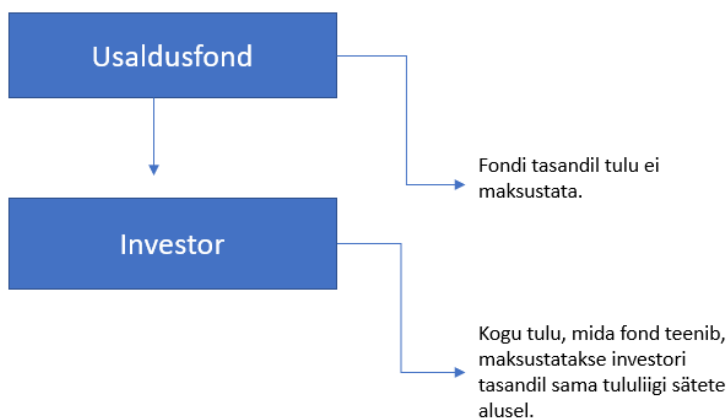 Usaldusfond
Fondi tasandil tulu ei
maksustata.
Investor
Kogu tulu, mida fond teenib,
maksustatakse investori
tasandil sama tululiigi sätete
alusel.